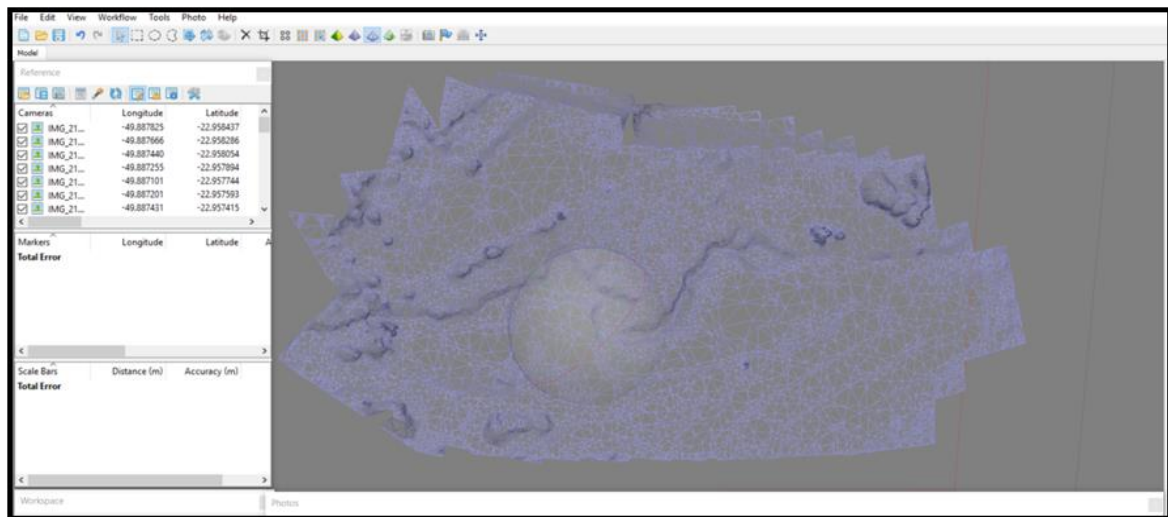 File Edit View Workflow Tools Photo Help
Model
Reference
Cameras Longitude Latitude
IMG_21... -49.887825 -22.958437
IMG_21... -49.887666 -22.958286
IMG_21... -49.887440 -22.958054
IMG_21... -49.887255 -22.957894
IMG_21... -49.887101 -22.957744
IMG_21... -49.887201 -22.957593
IMG_21... -49.887431 -22.957415
Markers Longitude Latitude A
Total Error
Scale Bars Distance (m) Accuracy (m)
Total Error
Workspace Photos